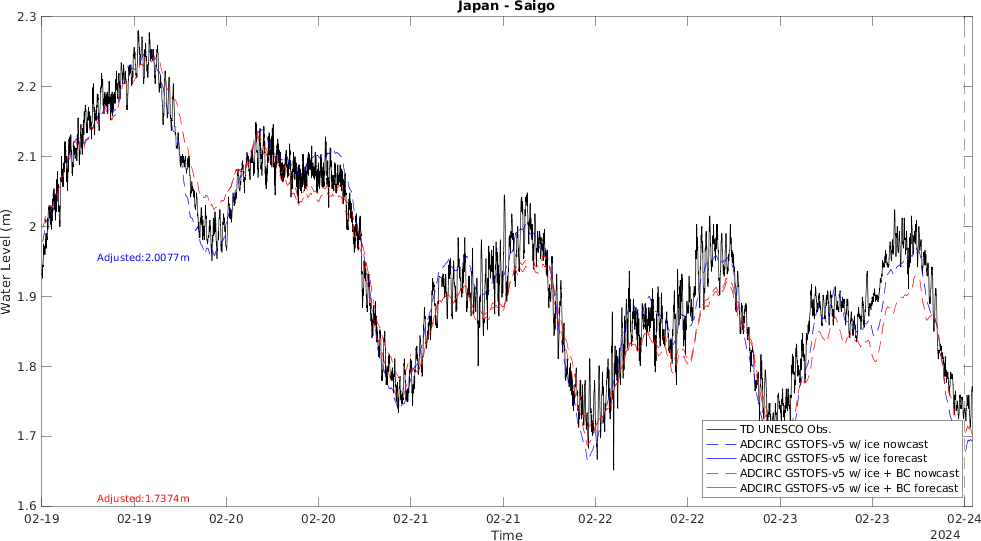 Japan - Saigo
2.3
2.2
2.1
2
1.9
1.8
1.7
1.6
Water Level (m)
Adjusted:2.0077m
Adjusted:1.7374m
TD UNESCO Obs.
ADCIRC GSTOFS-v5 w/ ice nowcast
ADCIRC GSTOFS-v5 w/ ice forecast
ADCIRC GSTOFS-v5 w/ ice + BC nowcast
ADCIRC GSTOFS-v5 w/ ice + BC forecast
02-19 02-19 02-20 02-20 02-21 02-21 02-22 02-22 02-23 02-23 02-24
Time
2024